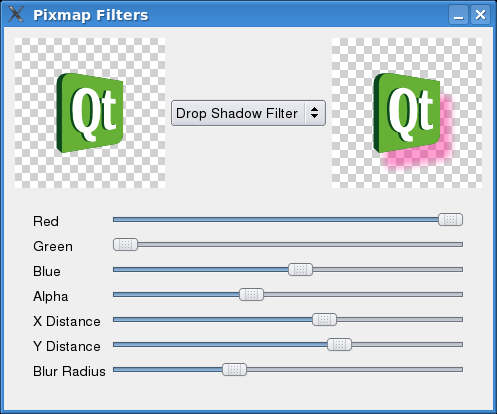 Pixmap Filters
Qt
Drop Shadow Filter
Qt
Red
Green
Blue
Alpha
X Distance
Y Distance
Blur Radius